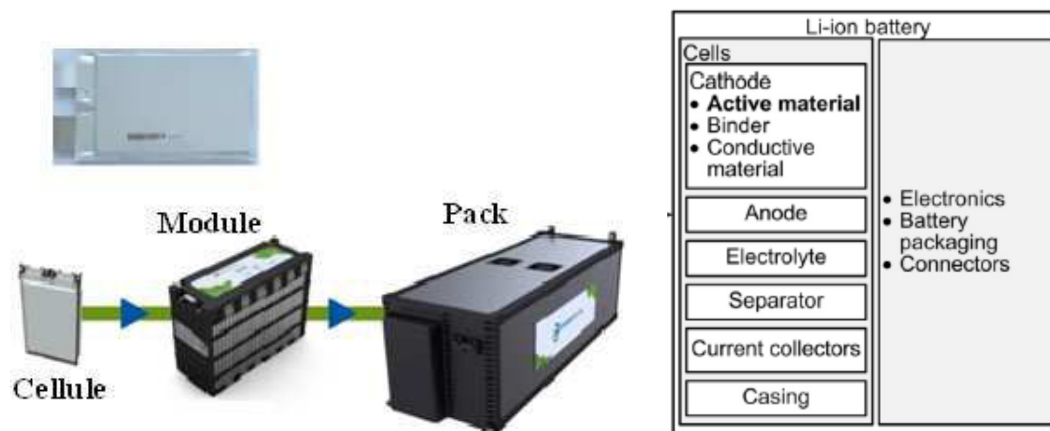 Module
Pack
Cellule
Li-ion battery
Cells
Cathode
• Active material
• Binder
• Conductive
material
Anode
Electrolyte
Separator
Current collectors
Casing
• Electronics
• Battery
packaging
• Connectors